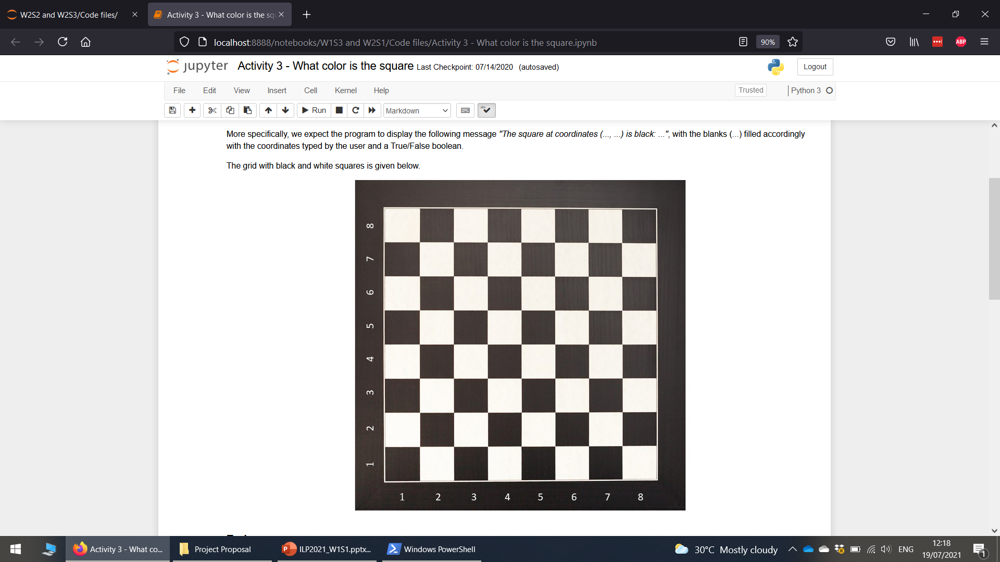 W2S2 and W2S3/Code files/
Activity 3 - What color is the squ
localhost:8888/notebooks/W1S3 and W2S1/Code files/Activity 3 - What color is the square.ipynb
90%
ABP
jupyter Activity 3 - What color is the square Last Checkpoint: 07/14/2020 (autosaved)
Logout
File Edit View Insert Cell Kernel Help
Trusted
Python 3
Run
Markdown
abc
More specifically, we expect the program to display the following message "The square at coordinates (..., ...) is black: ...", with the blanks (...) filled accordingly
with the coordinates typed by the user and a True/False boolean.
The grid with black and white squares is given below.
8
7
6
5
4
3
2
1
1 2 3 4 5 6 7 8
Activity 3 - What co...
Project Proposal
P
ILP2021_W1S1.pptx...
Windows PowerShell
30°C Mostly cloudy
ENG
12:18
19/07/2021
1